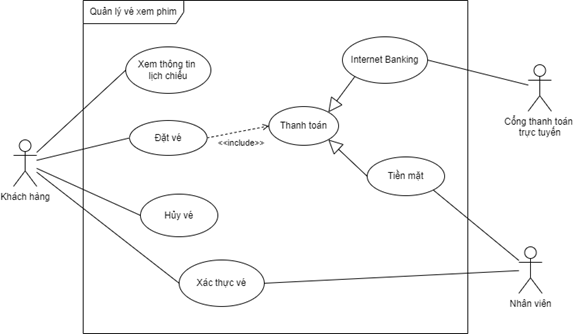 Quản lý vé xem phim
Xem thông tin
lịch chiếu
Internet Banking
Đặt vé
<<include>>
Thanh toán
Cổng thanh toán
trực tuyến
Khách hàng
Tiền mặt
Hủy vé
Xác thực vé
Nhân viên